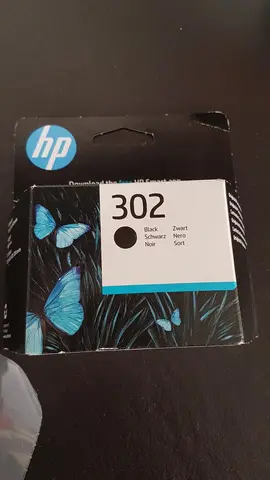 hp
Download the free HP Smart app
302
Black Zwart
Schwarz Nero
Noir Sort